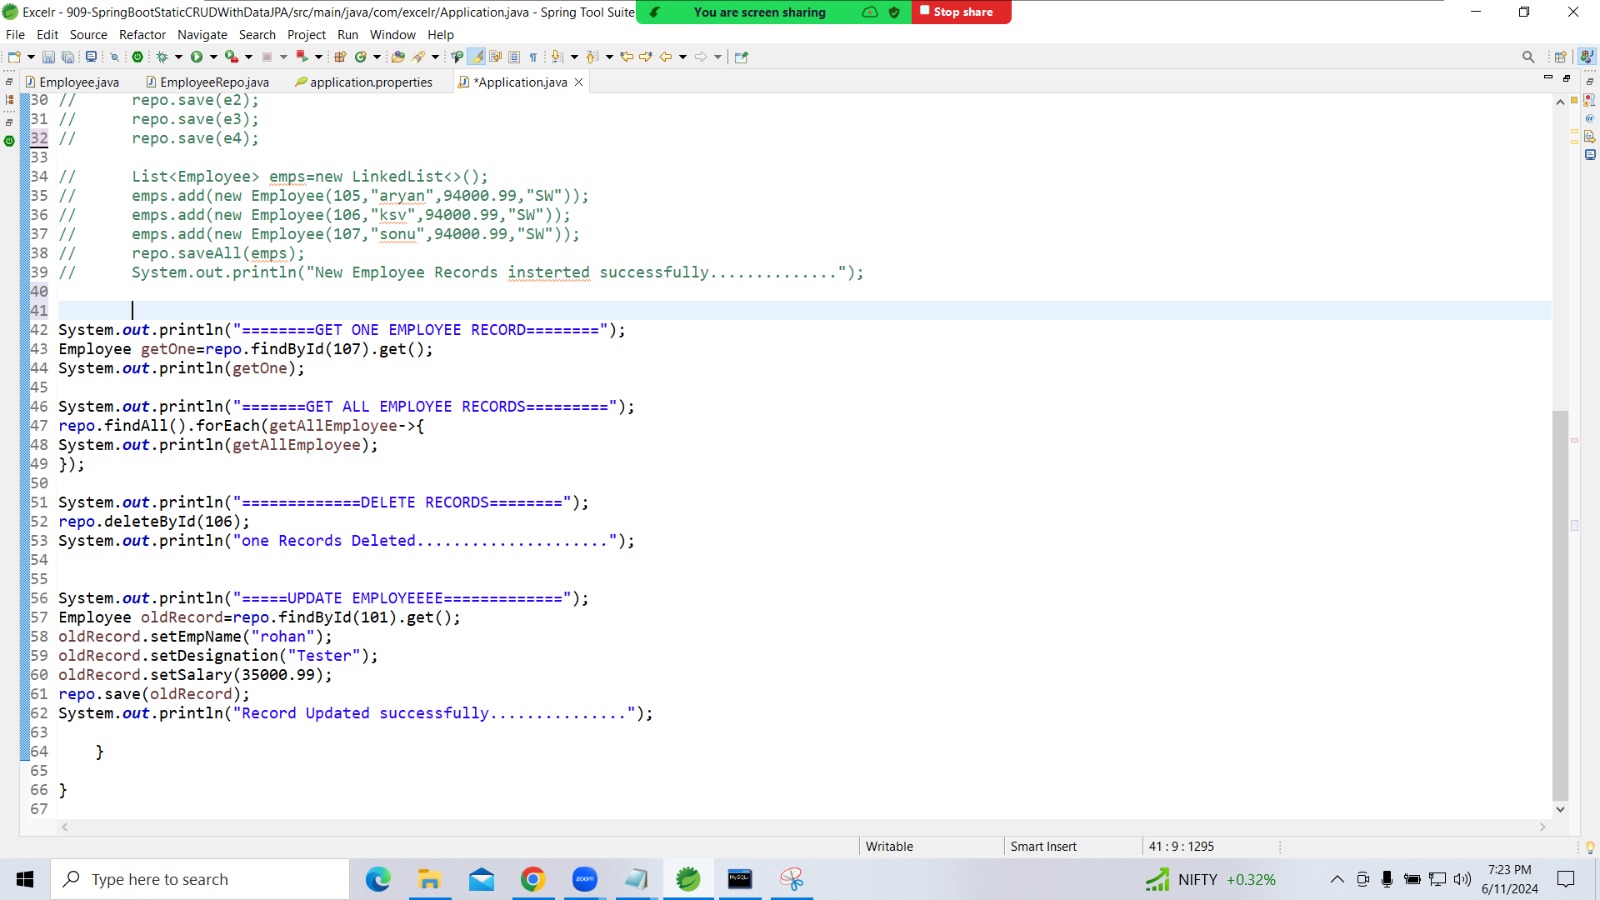 Excelr - 909-SpringBootStaticCRUDWithDataJPA/src/main/java/com/excelr/Application.java - Spring Tool Suite
You are screen sharing
Stop share
File Edit Source Refactor Navigate Search Project Run Window Help
Employee.java EmployeeRepo.java application.properties *Application.java
30 // repo.save(e2);
31 // repo.save(e3);
32 // repo.save(e4);
33
34 // List<Employee> emps=new LinkedList<>();
35 // emps.add(new Employee(105,"aryan",94000.99,"SW"));
36 // emps.add(new Employee(106,"ksv",94000.99,"SW"));
37 // emps.add(new Employee(107,"sonu",94000.99,"SW"));
38 // repo.saveAll(emps);
39 // System.out.println("New Employee Records insterted successfully..............");
40
41
42 System.out.println("========GET ONE EMPLOYEE RECORD========");
43 Employee getOne=repo.findById(107).get();
44 System.out.println(getOne);
45
46 System.out.println("=======GET ALL EMPLOYEE RECORDS=========");
47 repo.findAll().forEach(getAllEmployee->{
48 System.out.println(getAllEmployee);
49 });
50
51 System.out.println("=============DELETE RECORDS========");
52 repo.deleteById(106);
53 System.out.println("one Records Deleted.....................");
54
55
56 System.out.println("=====UPDATE EMPLOYEEEE=============");
57 Employee oldRecord=repo.findById(101).get();
58 oldRecord.setEmpName("rohan");
59 oldRecord.setDesignation("Tester");
60 oldRecord.setSalary(35000.99);
61 repo.save(oldRecord);
62 System.out.println("Record Updated successfully...............");
63
64 }
65
66 }
67
Writable Smart Insert 41 : 9 : 1295
Type here to search
zoom
MySQL
NIFTY +0.32%
7:23 PM
6/11/2024